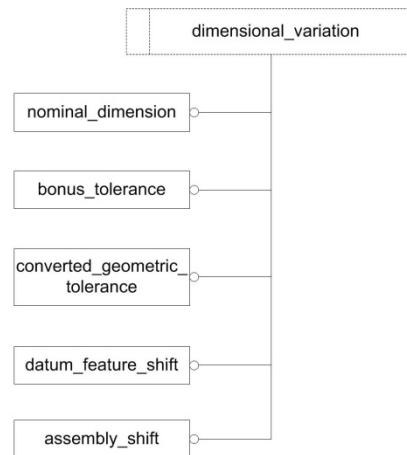 dimensional_variation
nominal_dimension
bonus_tolerance
converted_geometric_
tolerance
datum_feature_shift
assembly_shift